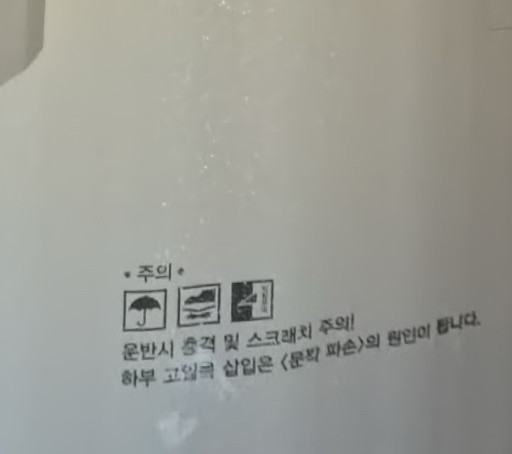 • 주의 •
운반시 충격 및 스크래치 주의!
하부 고임목 삽입은 <문짝 파손>의 원인이 됩니다.